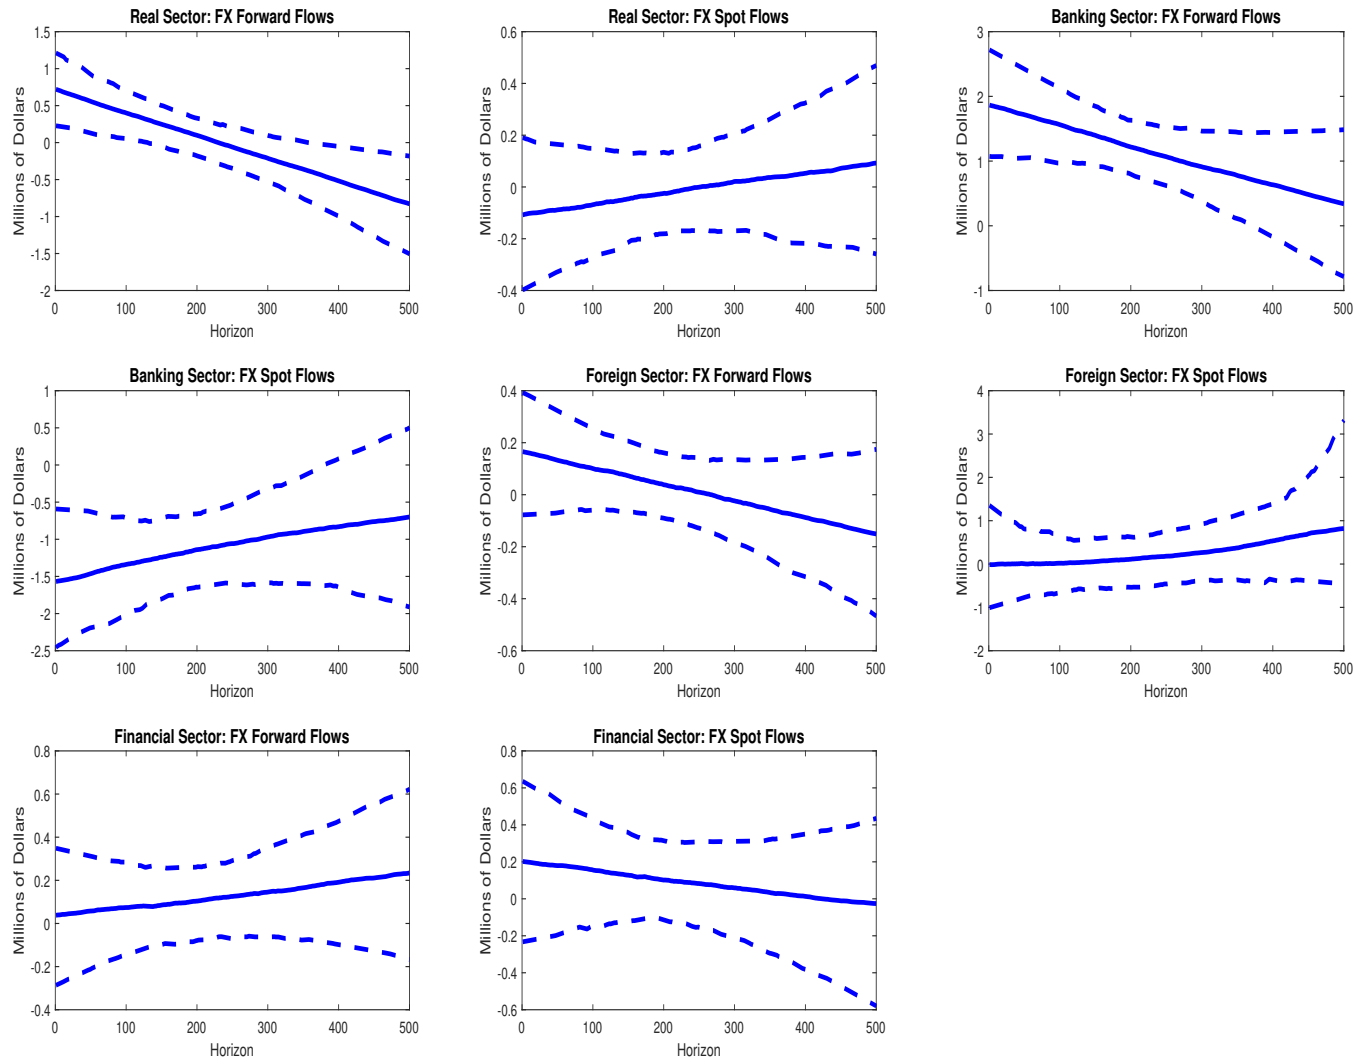 Real Sector: FX Forward Flows
1.5
1
0.5
0
-0.5
-1
-1.5
-2
Millions of Dollars
0 100 200 300 400 500
Horizon
Real Sector: FX Spot Flows
0.6
0.4
0.2
0
-0.2
-0.4
Millions of Dollars
0 100 200 300 400 500
Horizon
Banking Sector: FX Forward Flows
3
2
1
0
-1
Millions of Dollars
0 100 200 300 400 500
Horizon
Banking Sector: FX Spot Flows
1
0.5
0
-0.5
-1
-1.5
-2
-2.5
Millions of Dollars
0 100 200 300 400 500
Horizon
Foreign Sector: FX Forward Flows
0.4
0.2
0
-0.2
-0.4
-0.6
Millions of Dollars
0 100 200 300 400 500
Horizon
Foreign Sector: FX Spot Flows
4
3
2
1
0
-1
-2
Millions of Dollars
0 100 200 300 400 500
Horizon
Financial Sector: FX Forward Flows
0.8
0.6
0.4
0.2
0
-0.2
-0.4
Millions of Dollars
0 100 200 300 400 500
Horizon
Financial Sector: FX Spot Flows
0.8
0.6
0.4
0.2
0
-0.2
-0.4
-0.6
Millions of Dollars
0 100 200 300 400 500
Horizon